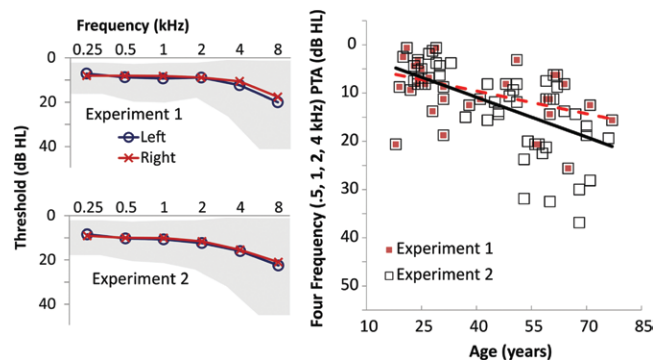 Frequency (kHz)
0.25 0.5 1 2 4 8
0
20
40
Experiment 1
Left
Right
Threshold (dB HL)
0.25 0.5 1 2 4 8
0
20
40
Experiment 2
Four Frequency (.5, 1, 2, 4 kHz) PTA (dB HL)
0
10
20
30
40
50
Experiment 1
Experiment 2
10 25 40 55 70 85
Age (years)